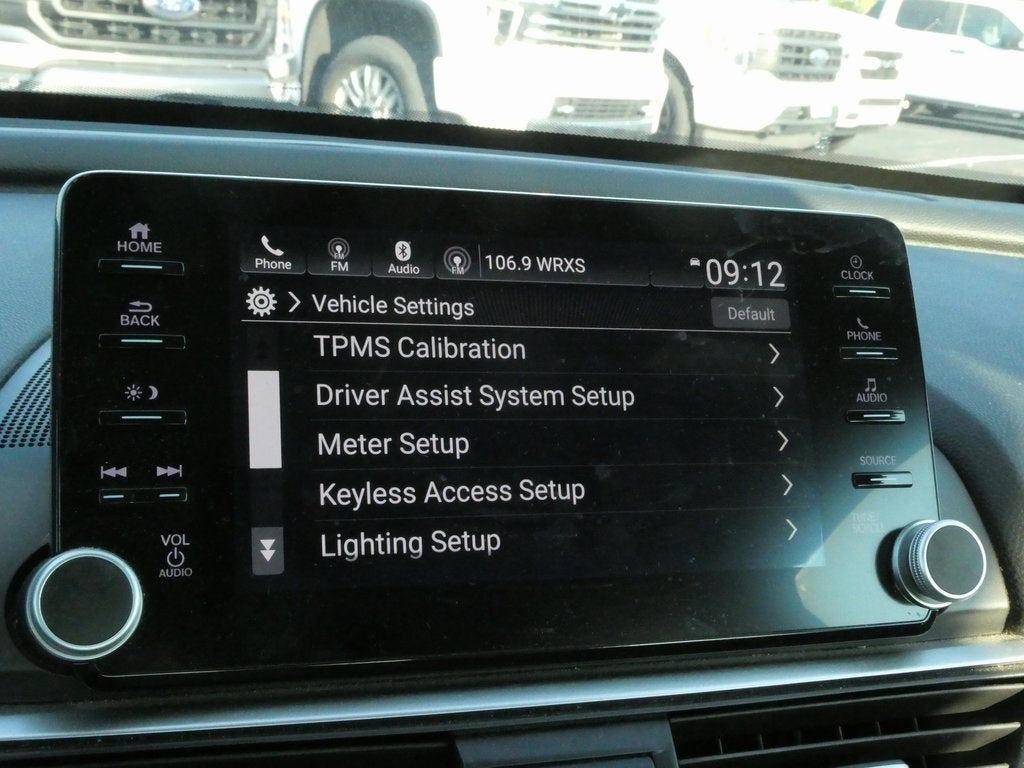 HOME
BACK
VOL
AUDIO
Phone
FM
FM
Audio
FM
106.9 WRXS
09:12
Vehicle Settings
Default
TPMS Calibration
Driver Assist System Setup
Meter Setup
Keyless Access Setup
Lighting Setup
CLOCK
PHONE
AUDIO
SOURCE